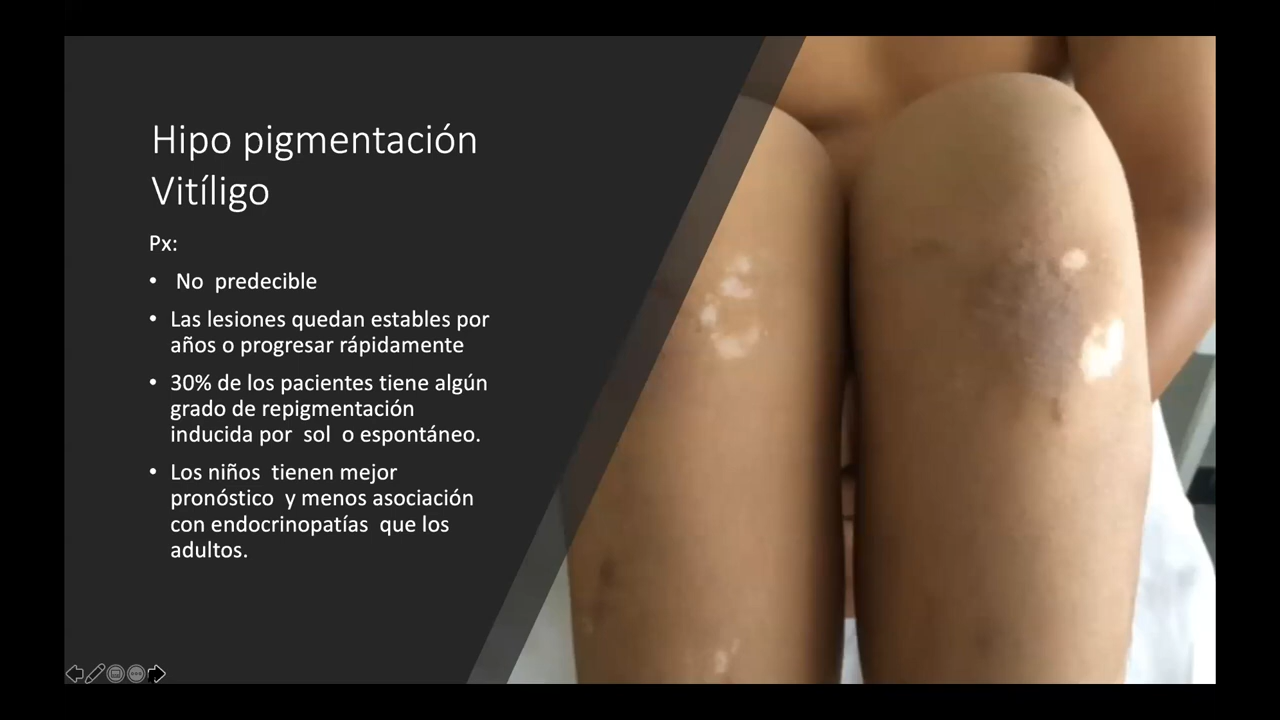 Hipo pigmentación
Vitíligo
Px:
• No predecible
• Las lesiones quedan estables por
años o progresar rápidamente
• 30% de los pacientes tiene algún
grado de repigmentación
inducida por sol o espontáneo.
• Los niños tienen mejor
pronóstico y menos asociación
con endocrinopatías que los
adultos.